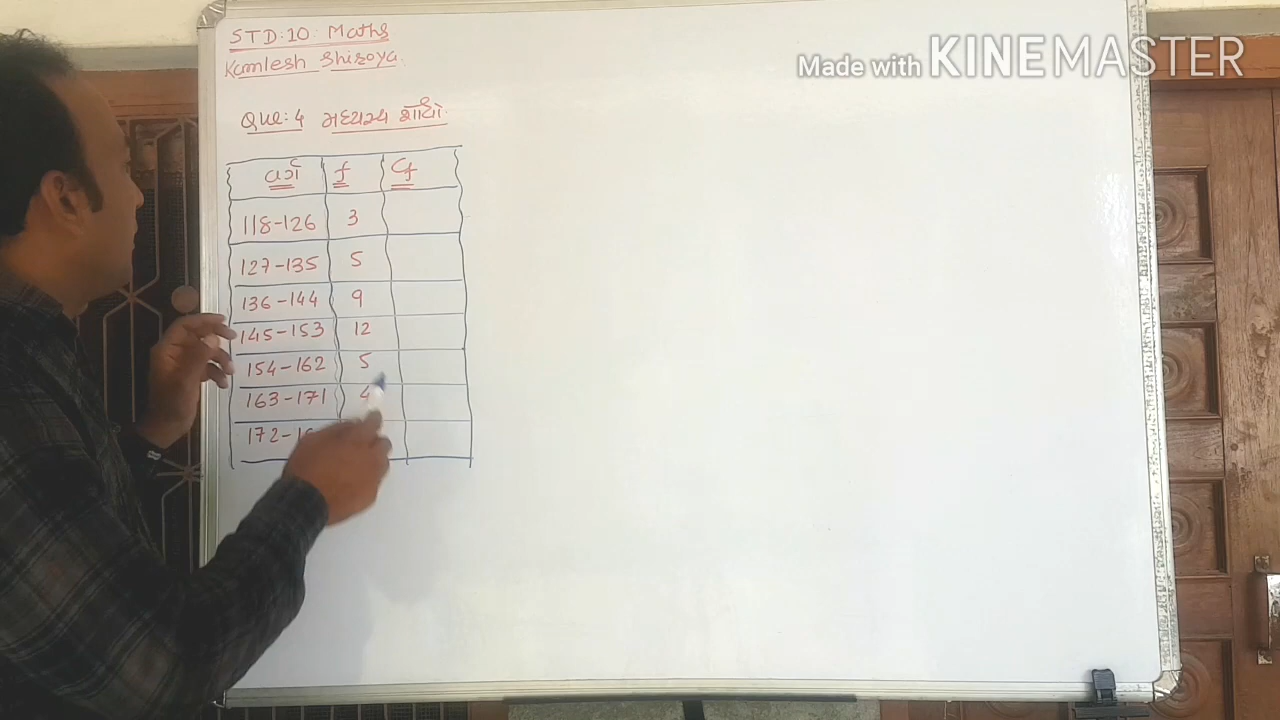 STD:10: Maths
Kamlesh Shiroya.
Made with KINEMASTER
Que: 4 મધ્યસ્થ શોધો.
વર્ગ f Cf
118-126 3
127-135 5
136-144 9
145-153 12
154-162 5
163-171 4